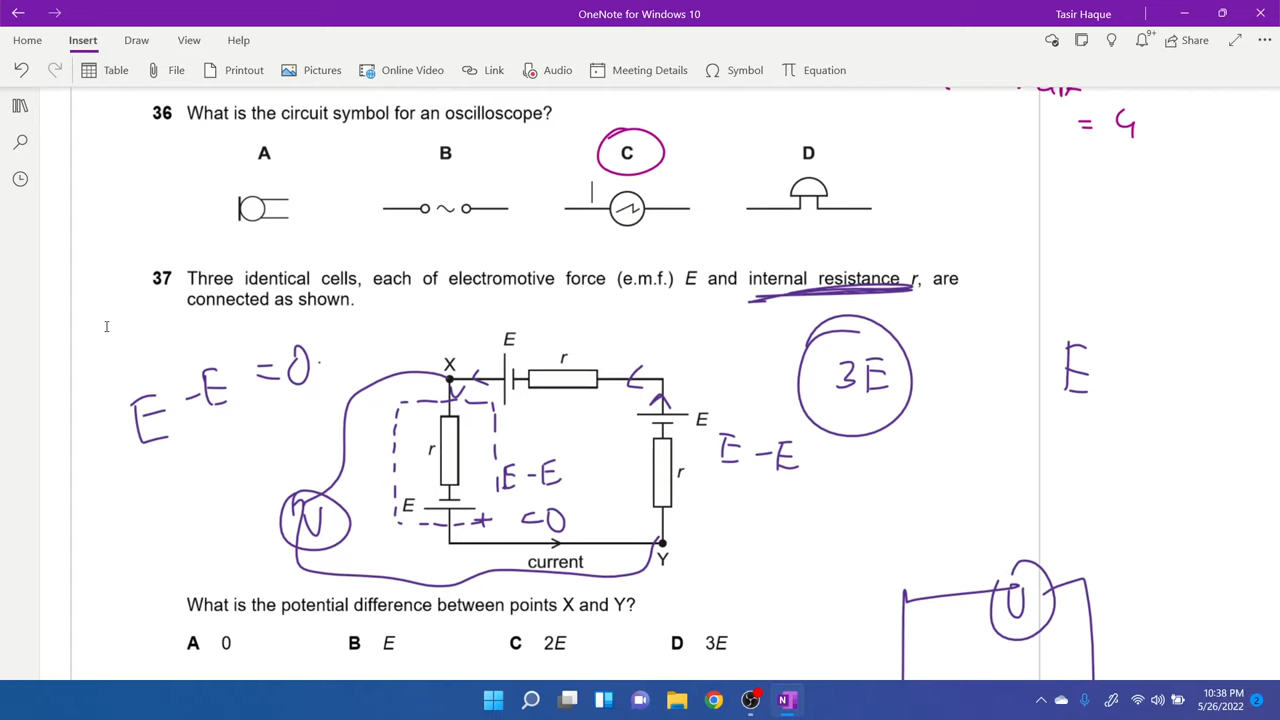 OneNote for Windows 10
Tasir Haque
Home Insert Draw View Help
9+
Share
Table File Printout Pictures Online Video Link Audio Meeting Details Symbol Equation
= 4
36 What is the circuit symbol for an oscilloscope?
A B C D
37 Three identical cells, each of electromotive force (e.m.f.) E and internal resistance r, are
connected as shown.
E - E = 0
X
E
r
3E
E
r
E
E - E
= 0
E
E
r
E - E
+
V
current
Y
What is the potential difference between points X and Y?
A 0 B E C 2E D 3E
10:38 PM
5/26/2022
2